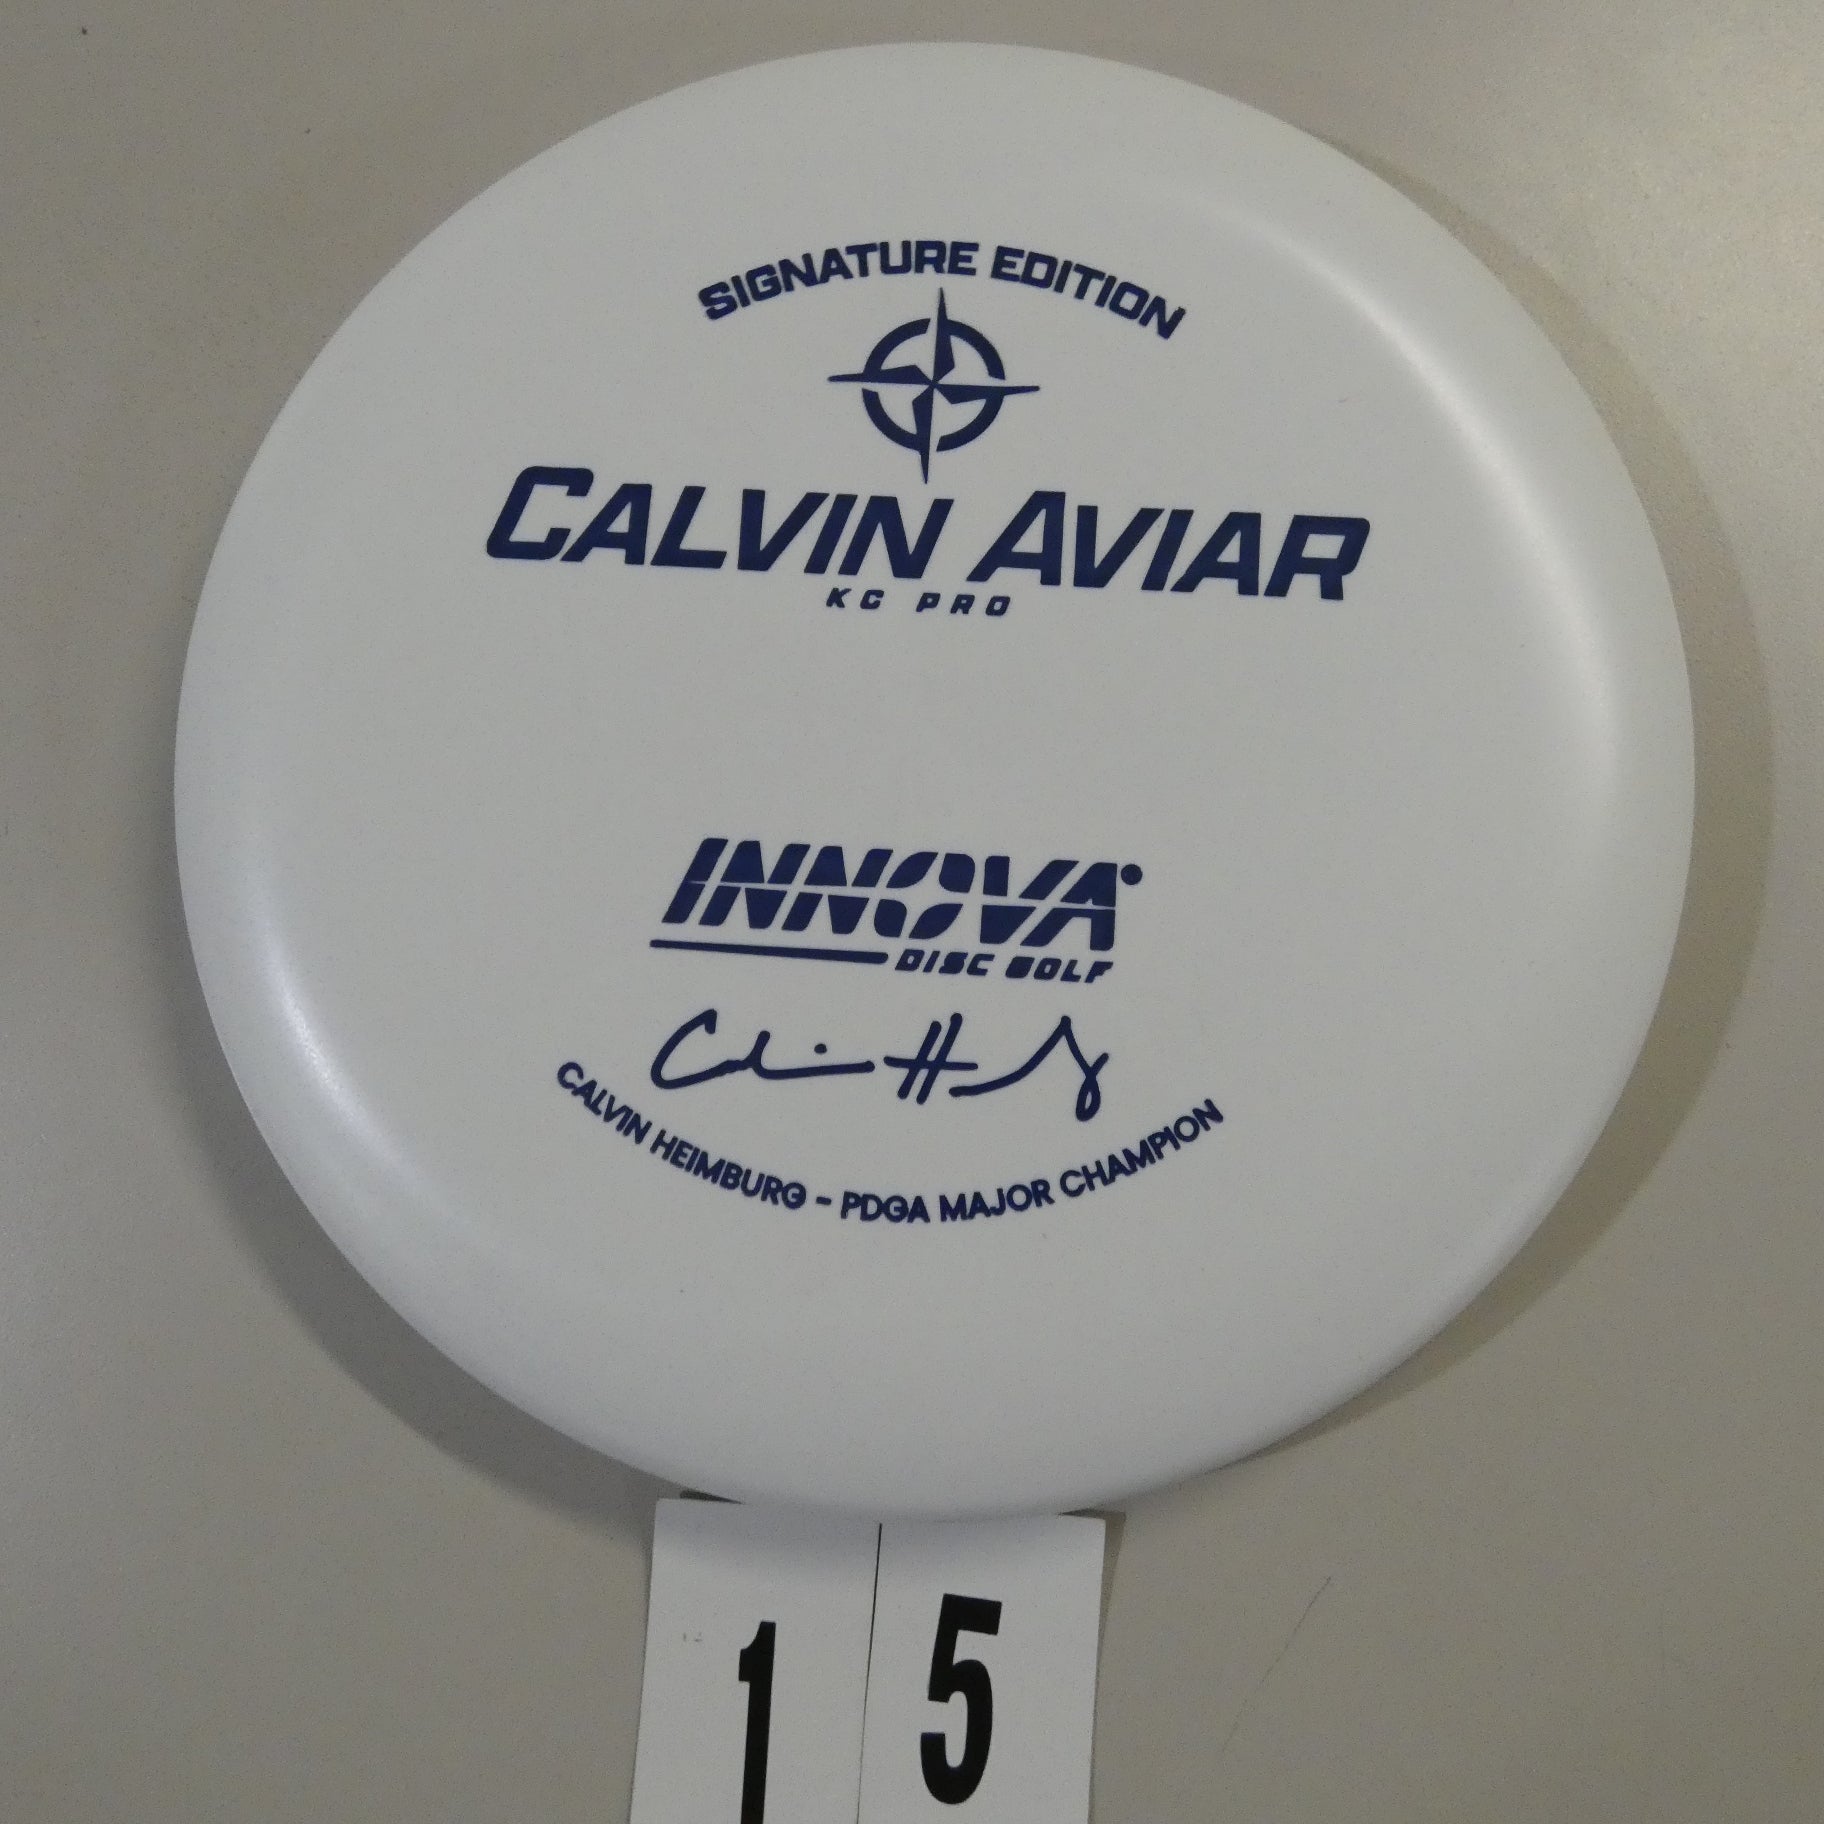 SIGNATURE EDITION
CALVIN AVIAR
KC PRO
INNOVA
DISC GOLF
CALVIN HEIMBURG - PDGA MAJOR CHAMPION
1 5